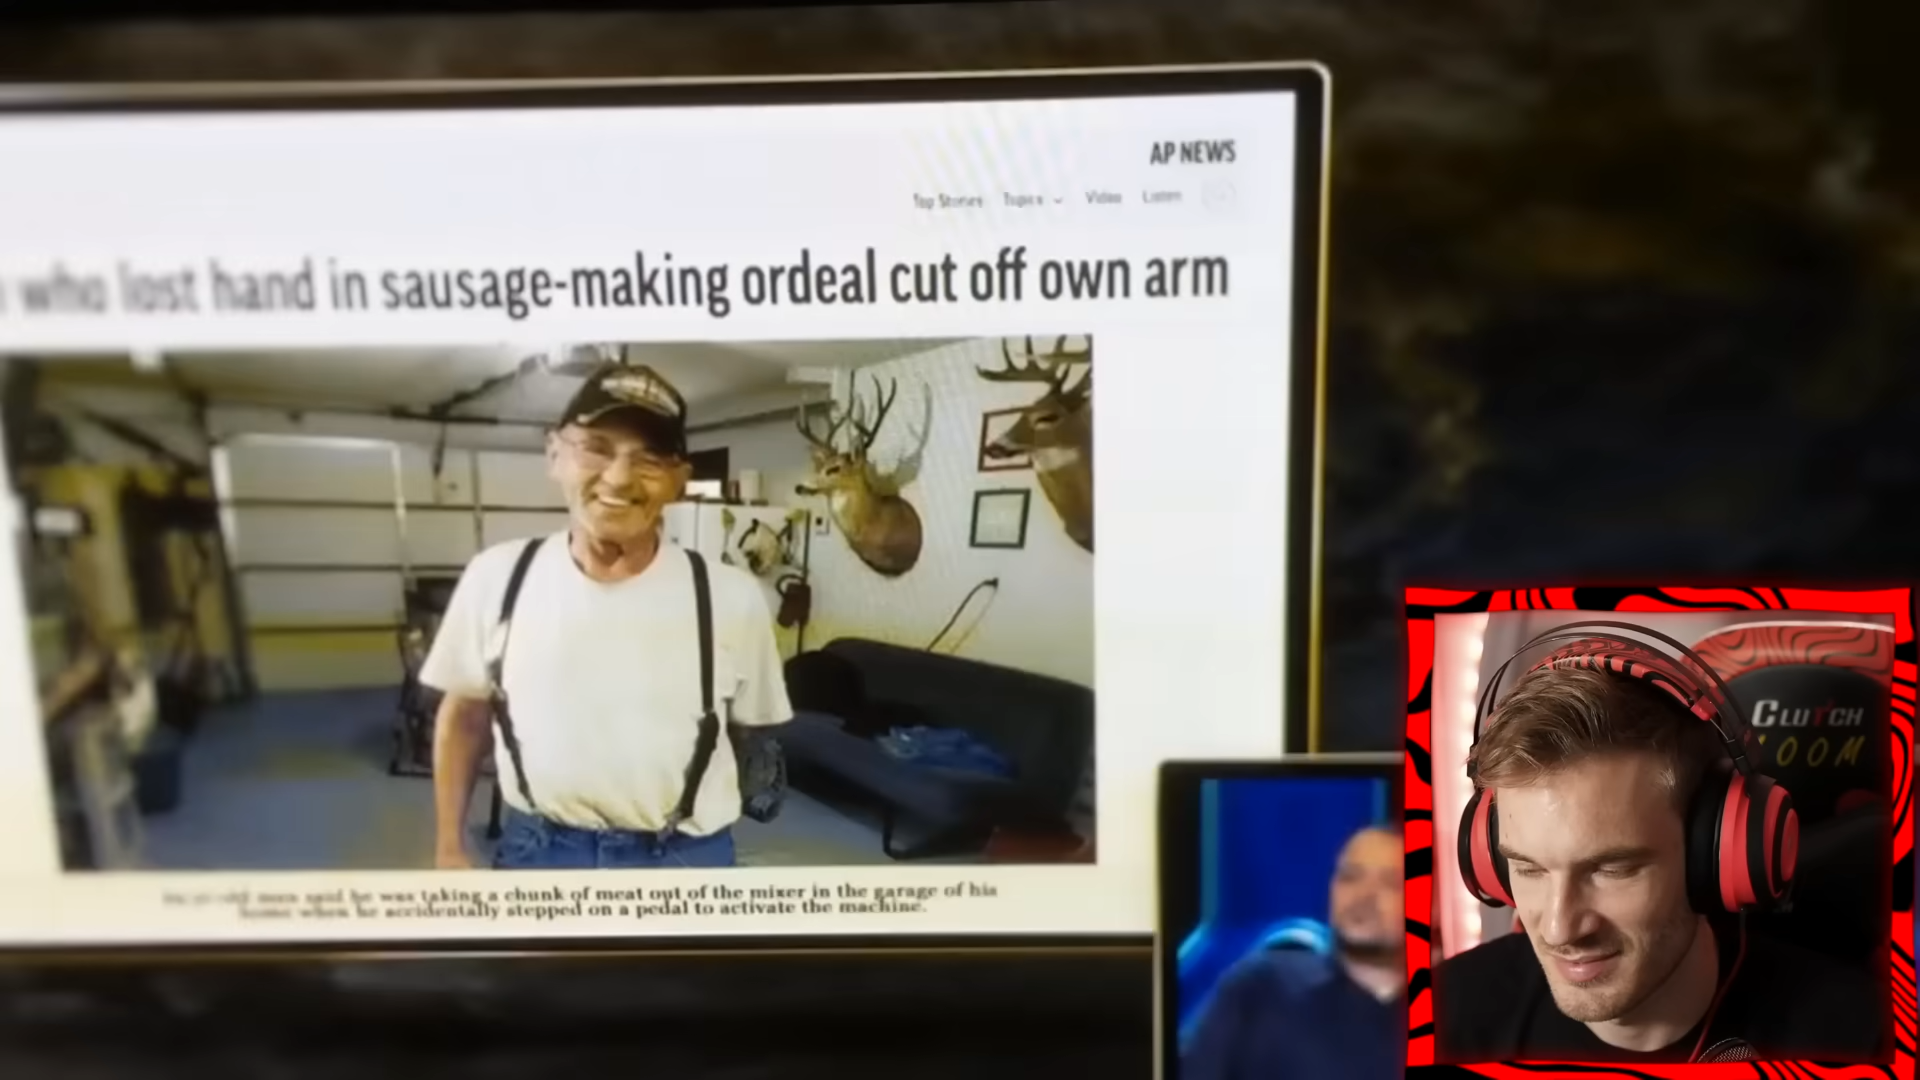 AP NEWS
Top Stories Topics Video Listen
who lost hand in sausage-making ordeal cut off own arm
man said he was taking a chunk of meat out of the mixer in the garage of his
home when he accidentally stepped on a pedal to activate the machine.
CLUTCH